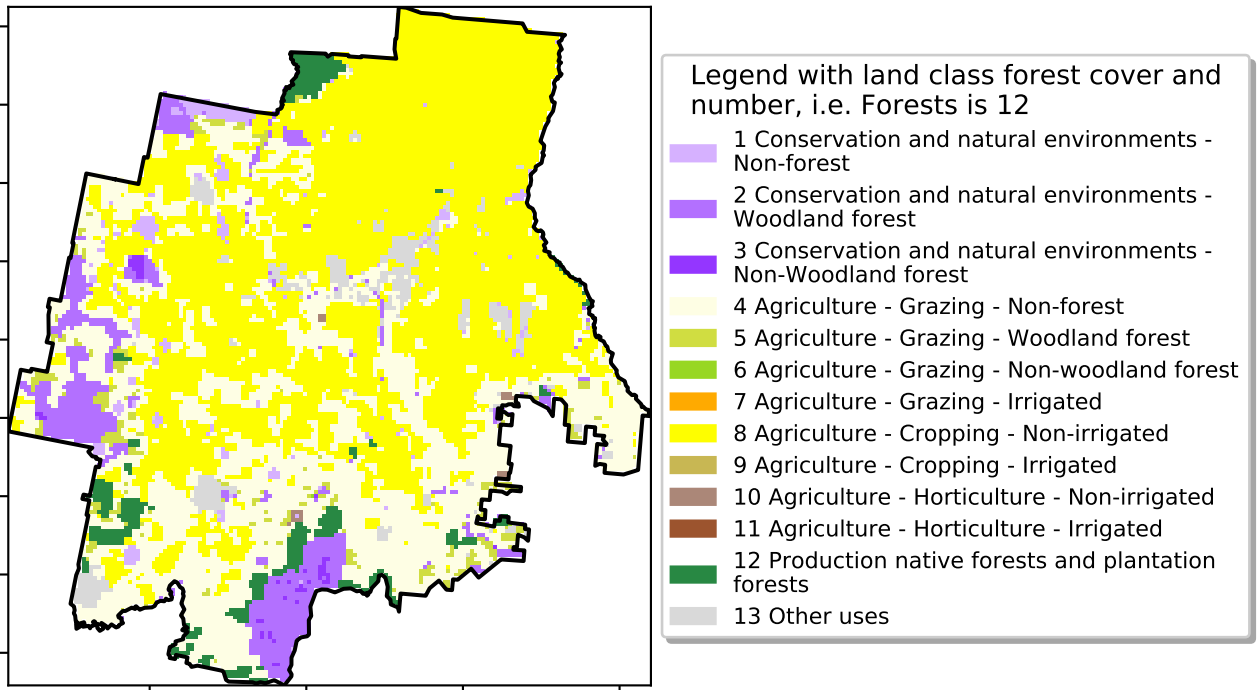 Legend with land class forest cover and
number, i.e. Forests is 12
1 Conservation and natural environments -
Non-forest
2 Conservation and natural environments -
Woodland forest
3 Conservation and natural environments -
Non-Woodland forest
4 Agriculture - Grazing - Non-forest
5 Agriculture - Grazing - Woodland forest
6 Agriculture - Grazing - Non-woodland forest
7 Agriculture - Grazing - Irrigated
8 Agriculture - Cropping - Non-irrigated
9 Agriculture - Cropping - Irrigated
10 Agriculture - Horticulture - Non-irrigated
11 Agriculture - Horticulture - Irrigated
12 Production native forests and plantation
forests
13 Other uses